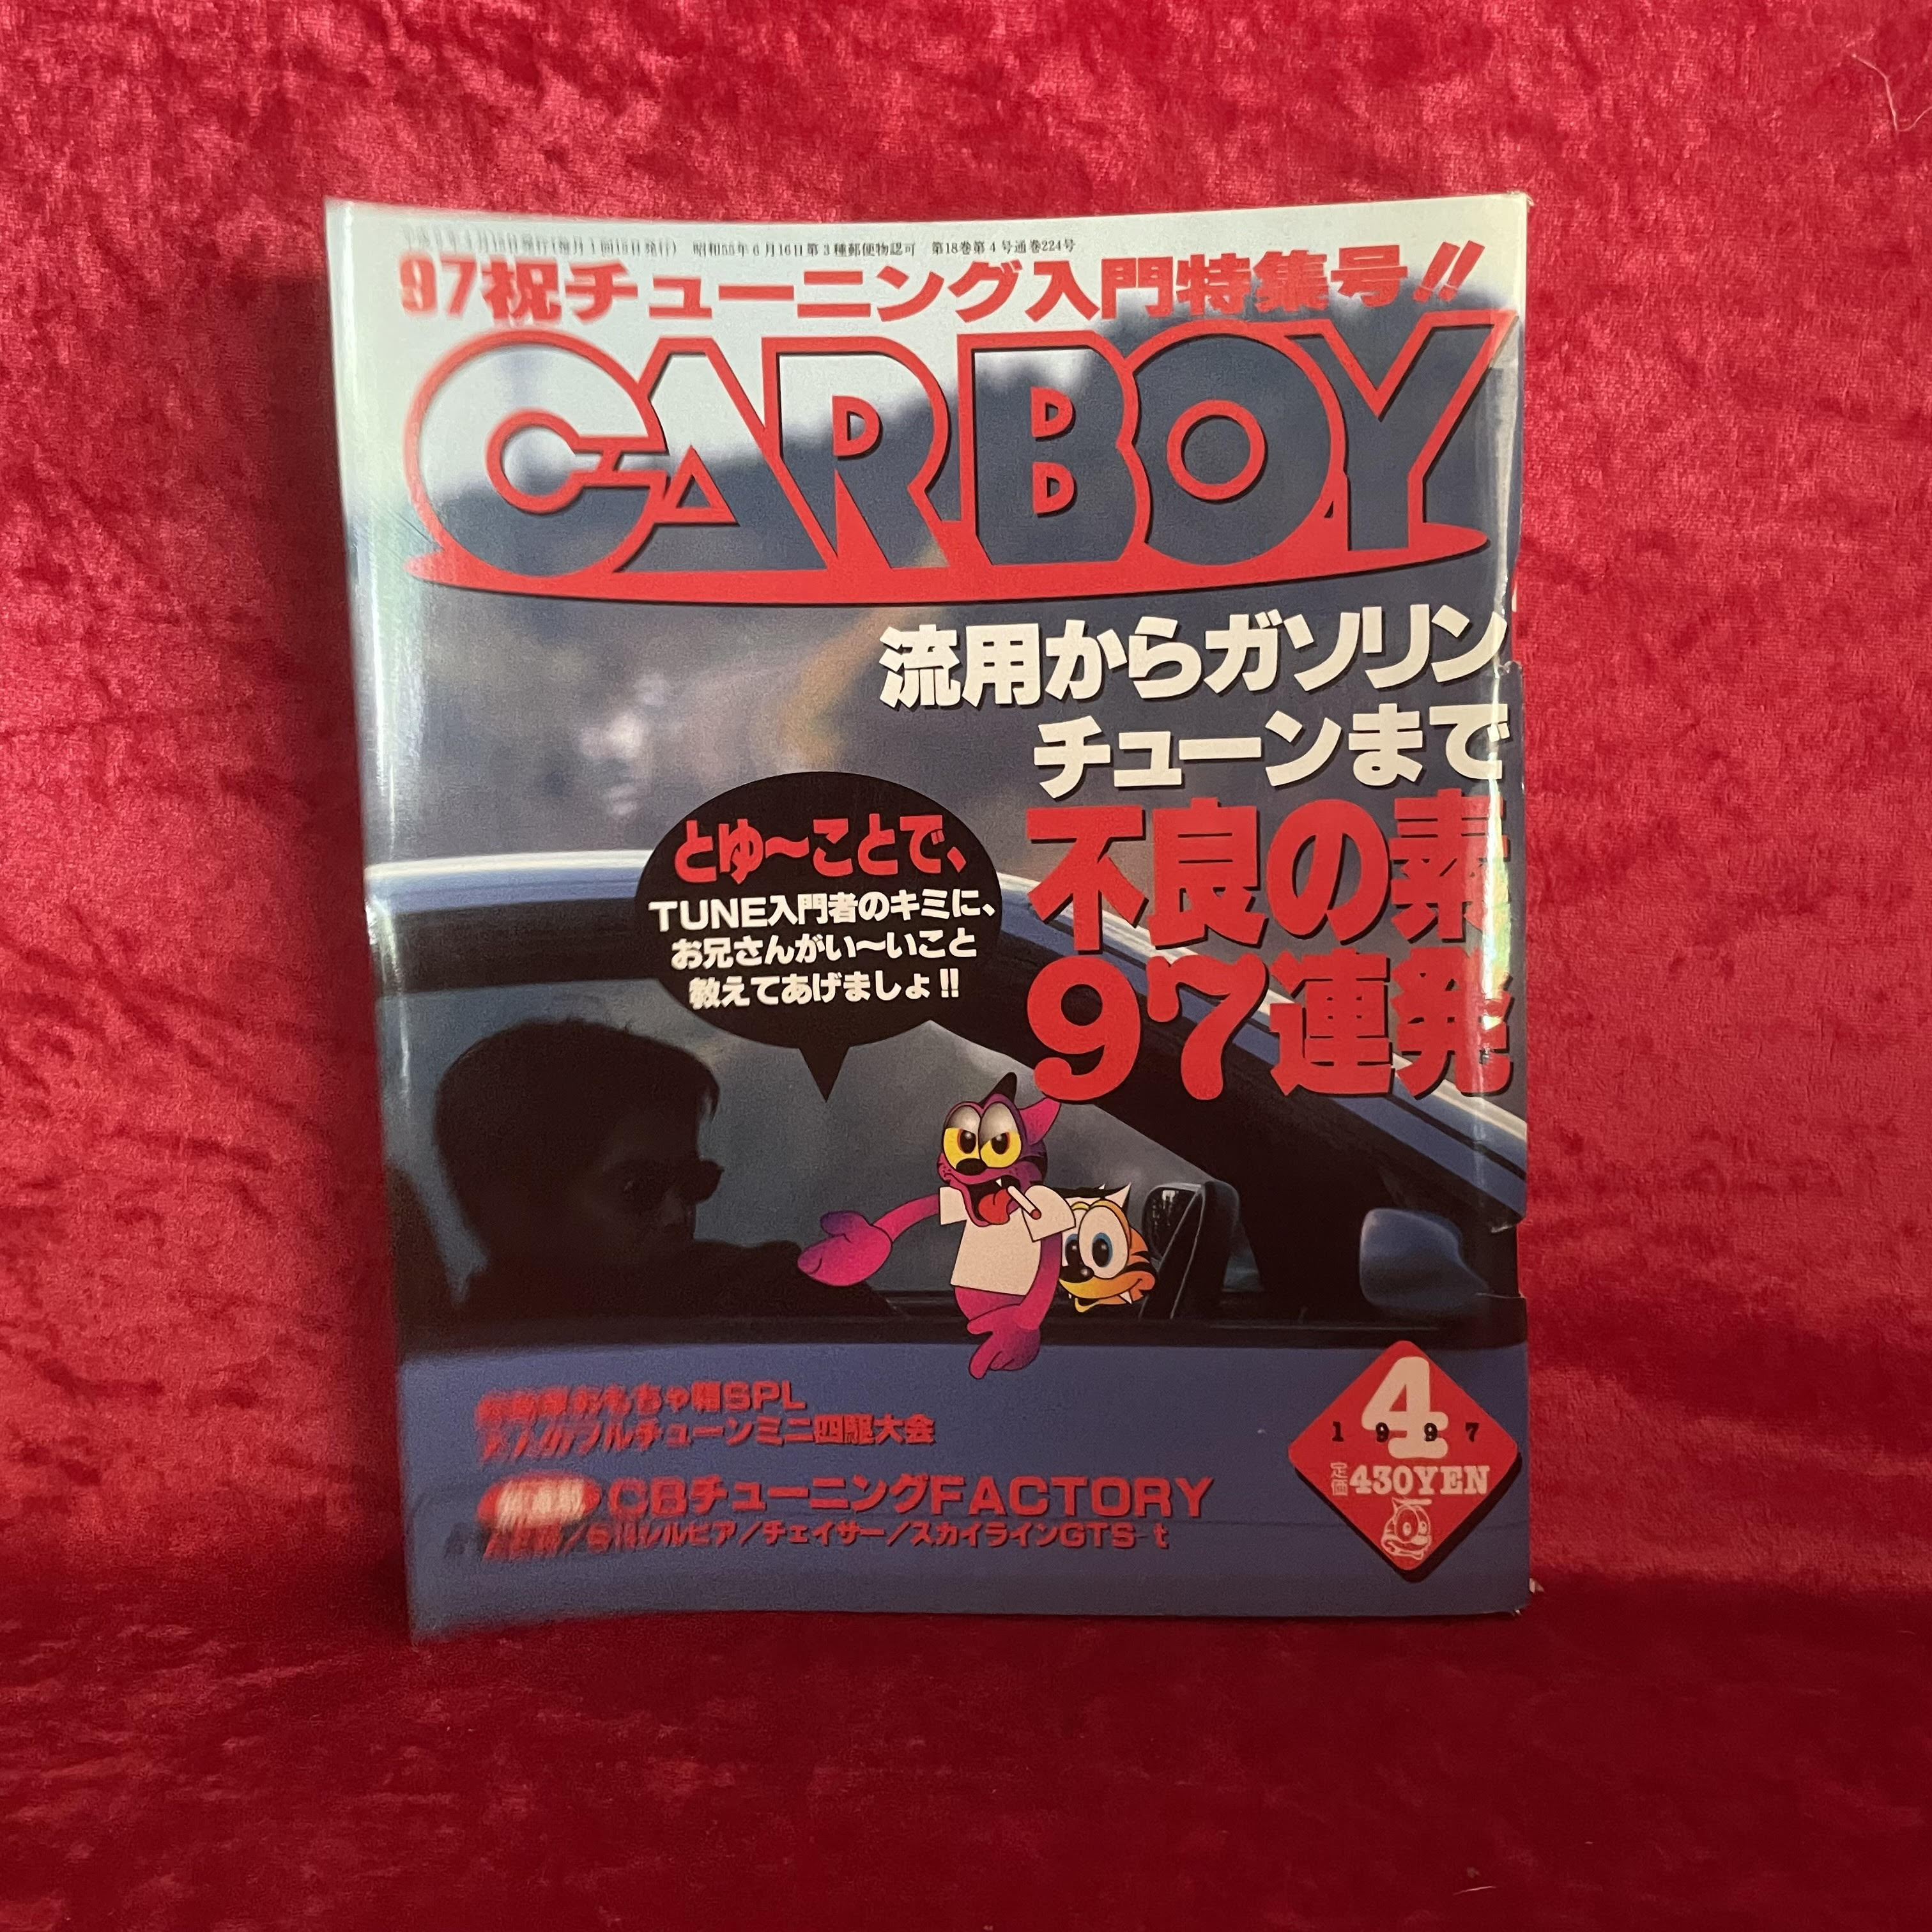 昭和55年6月16日第3種郵便物認可 第18巻第4号通巻224号
97祝チューニング入門特集号!!
CARBOY
流用からガソリン
チューンまで
不良の素
97連発
とゆ〜ことで、
TUNE入門者のキミに、
お兄さんがい〜いこと
教えてあげましょ!!
おもちゃ箱SPL
フルチューンミニ四駆大会
CBチューニングFACTORY
シルビア/チェイサー/スカイラインGTS-t
4
1997
定価430YEN